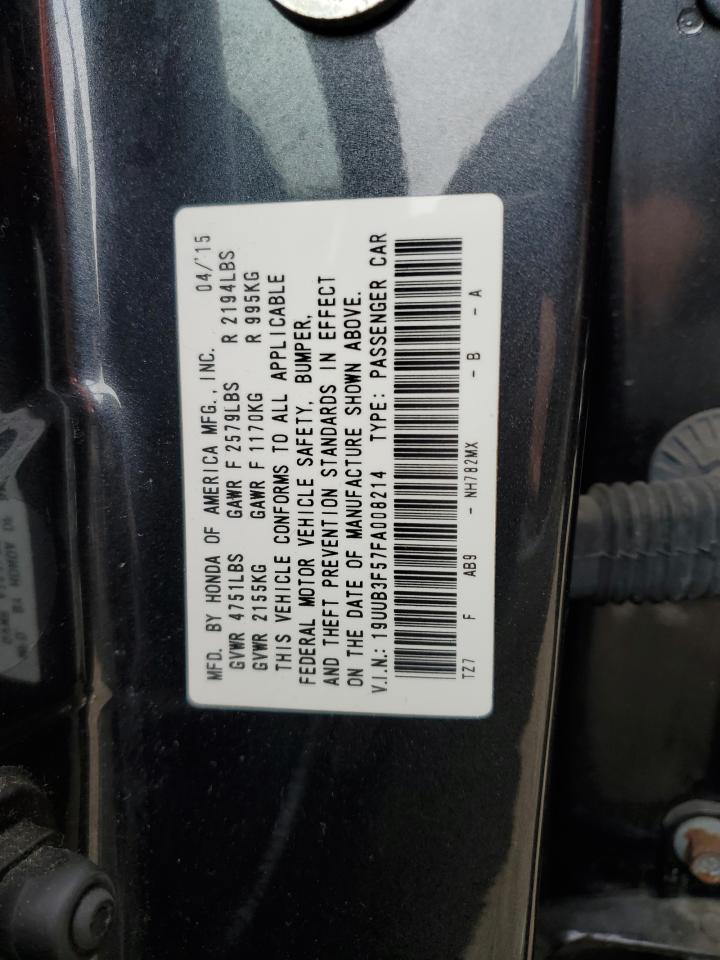 MFD. BY HONDA OF AMERICA MFG., INC. 04/'15
GVWR 4751LBS GAWR F 2579LBS R 2194LBS
GVWR 2155KG GAWR F 1170KG R 995KG
THIS VEHICLE CONFORMS TO ALL APPLICABLE
FEDERAL MOTOR VEHICLE SAFETY, BUMPER,
AND THEFT PREVENTION STANDARDS IN EFFECT
ON THE DATE OF MANUFACTURE SHOWN ABOVE.
V.I.N.: 19UUB3F57FA008214 TYPE: PASSENGER CAR
TZ7 F AB9 - NH782MX - B - A